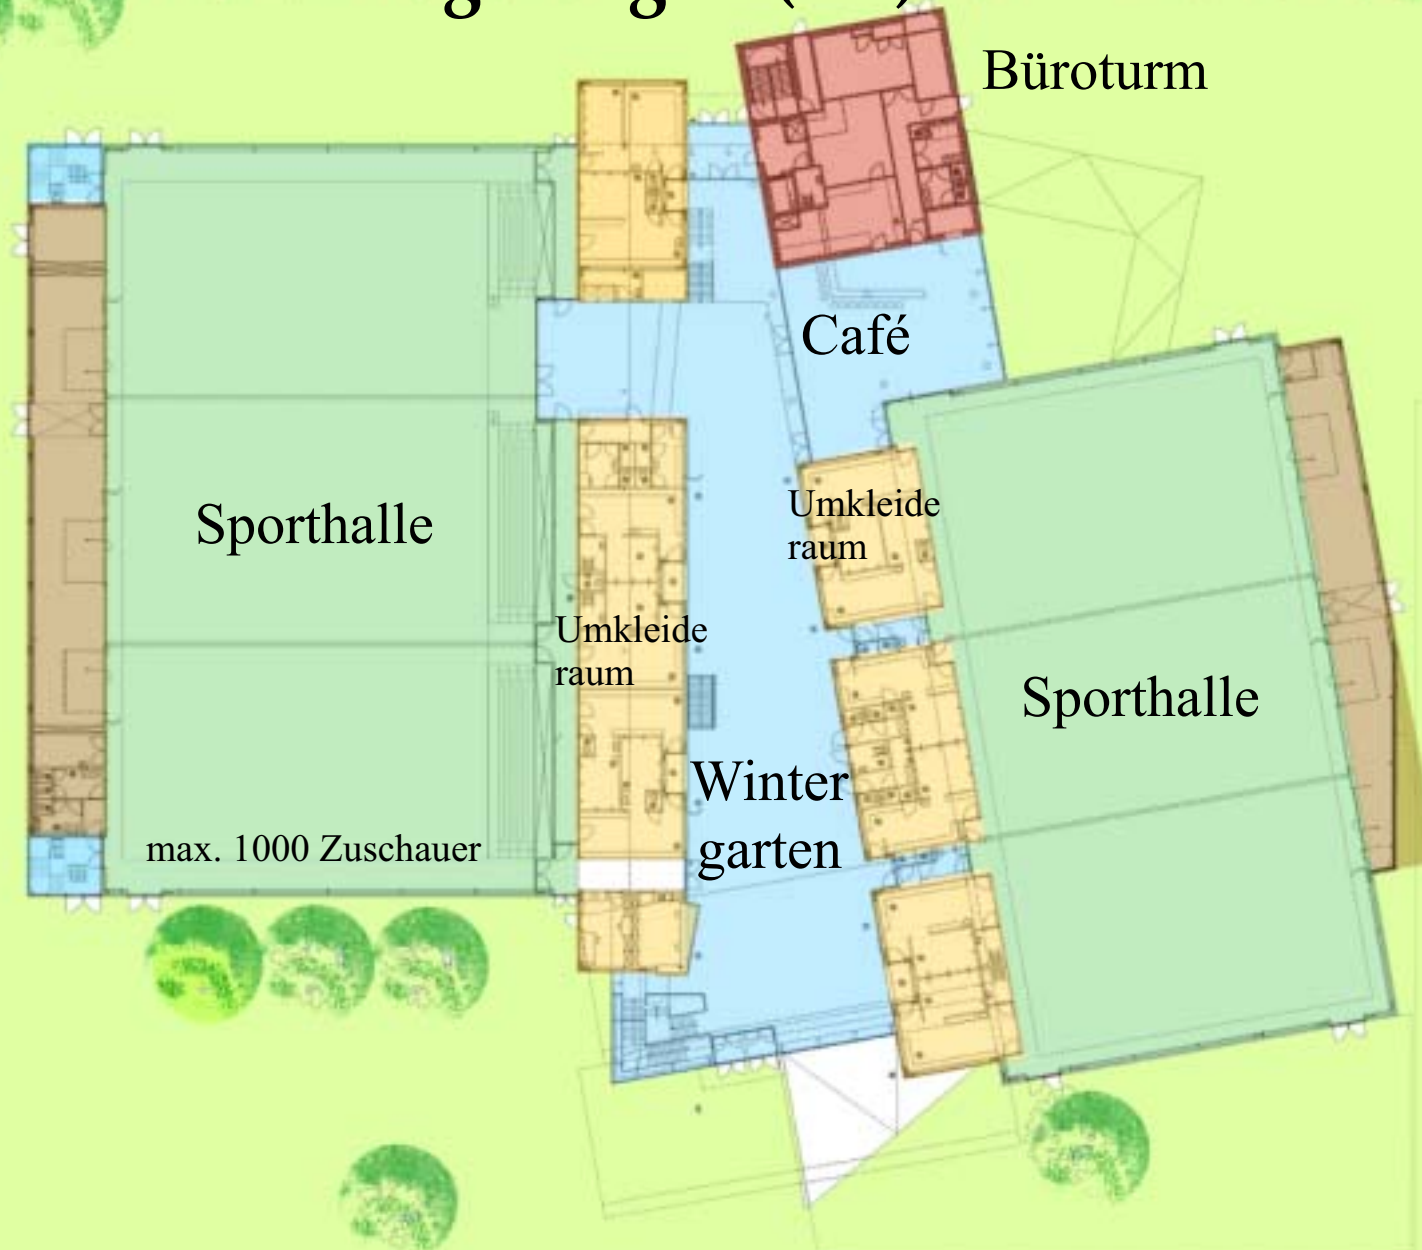 Büroturm
Café
Sporthalle
Umkleide
raum
Umkleide
raum
Sporthalle
Winter
garten
max. 1000 Zuschauer